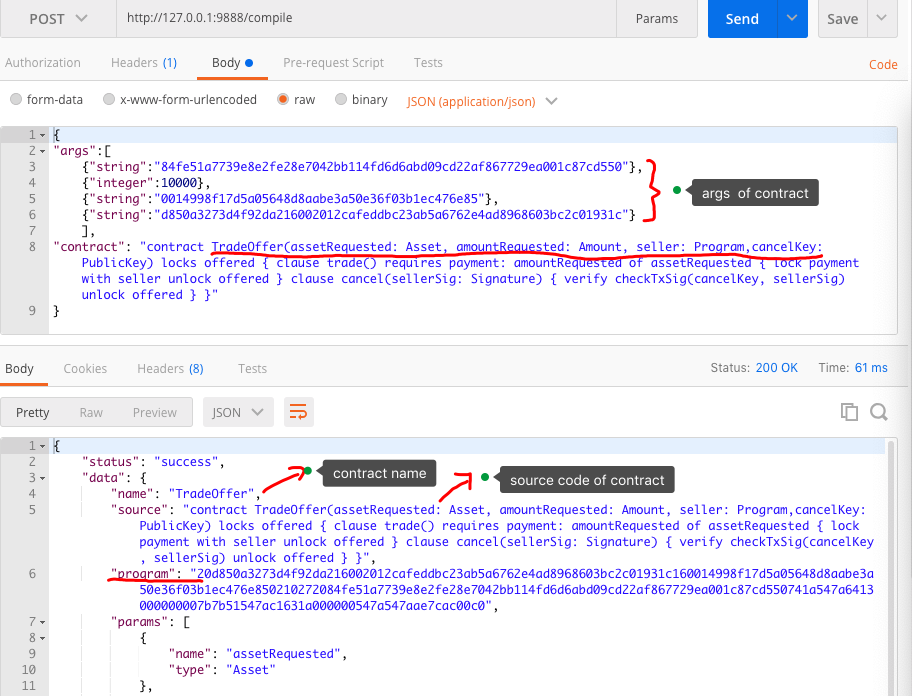 POST http://127.0.0.1:9888/compile Params Send Save
Authorization Headers (1) Body Pre-request Script Tests Code
form-data x-www-form-urlencoded raw binary JSON (application/json)
1 {
2 "args":[
3 {"string":"84fe51a7739e8e2fe28e7042bb114fd6d6abd09cd22af867729ea001c87cd550"},
4 {"integer":10000},
args of contract
5 {"string":"0014998f17d5a05648d8aabe3a50e36f03b1ec476e85"},
6 {"string":"d850a3273d4f92da216002012cafeddbc23ab5a6762e4ad8968603bc2c01931c"}
7 ],
8 "contract": "contract TradeOffer(assetRequested: Asset, amountRequested: Amount, seller: Program,cancelKey:
PublicKey) locks offered { clause trade() requires payment: amountRequested of assetRequested { lock payment
with seller unlock offered } clause cancel(sellerSig: Signature) { verify checkTxSig(cancelKey, sellerSig)
unlock offered } }"
9 }
Body Cookies Headers (8) Tests Status: 200 OK Time: 61 ms
Pretty Raw Preview JSON
1 {
2 "status": "success",
contract name
3 "data": {
source code of contract
4 "name": "TradeOffer",
5 "source": "contract TradeOffer(assetRequested: Asset, amountRequested: Amount, seller: Program,cancelKey:
PublicKey) locks offered { clause trade() requires payment: amountRequested of assetRequested { lock
payment with seller unlock offered } clause cancel(sellerSig: Signature) { verify checkTxSig(cancelKey
, sellerSig) unlock offered } }",
6 "program": "20d850a3273d4f92da216002012cafeddbc23ab5a6762e4ad8968603bc2c01931c160014998f17d5a05648d8aabe3a
50e36f03b1ec476e850210272084fe51a7739e8e2fe28e7042bb114fd6d6abd09cd22af867729ea001c87cd550741a547a6413
000000007b7b51547ac1631a000000547a547aae7cac00c0",
7 "params": [
8 {
9 "name": "assetRequested",
10 "type": "Asset"
11 },